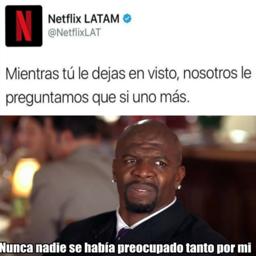 Netflix LATAM
@NetflixLAT
Mientras tú le dejas en visto, nosotros le
preguntamos que si uno más.
Nunca nadie se había preocupado tanto por mi